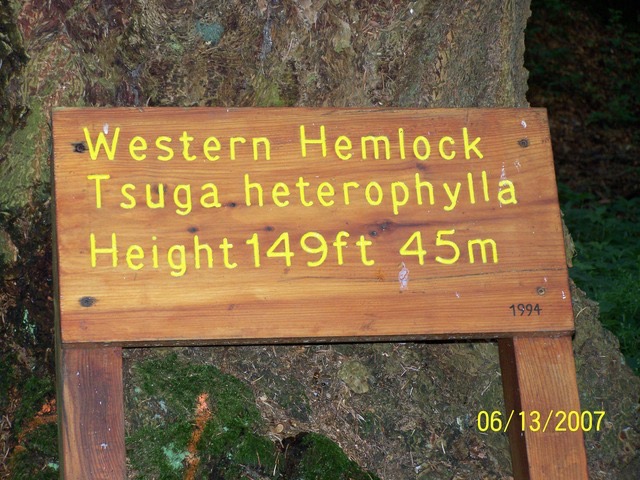 Western Hemlock
Tsuga heterophylla
Height 149ft 45m
1994
06/13/2007